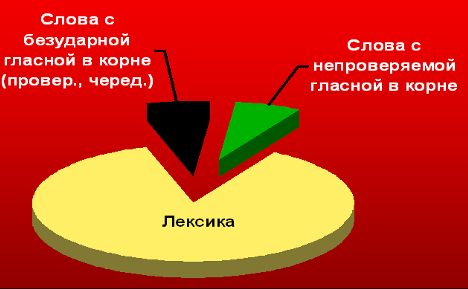 Слова с
безударной
гласной в корне
(провер., черед.)
Слова с
непроверяемой
гласной в корне
Лексика